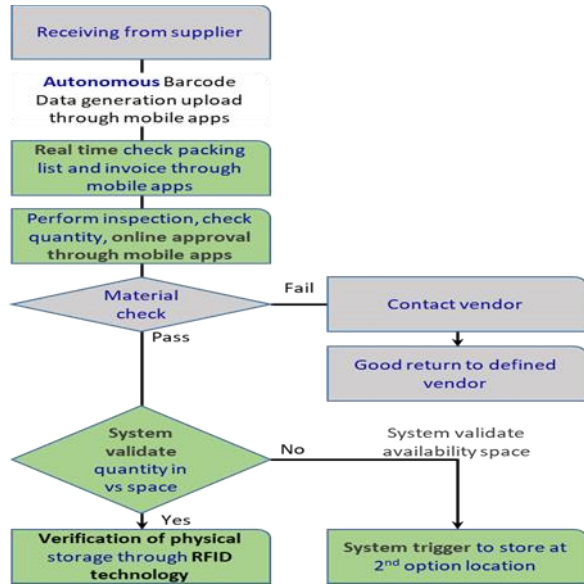 Receiving from supplier
Autonomous Barcode
Data generation upload
through mobile apps
Real time check packing
list and invoice through
mobile apps
Perform inspection, check
quantity, online approval
through mobile apps
Material
check
Fail
Contact vendor
Pass
Good return to defined
vendor
System
validate
quantity in
vs space
No
System validate
availability space
Yes
Verification of physical
storage through RFID
technology
System trigger to store at
2nd option location